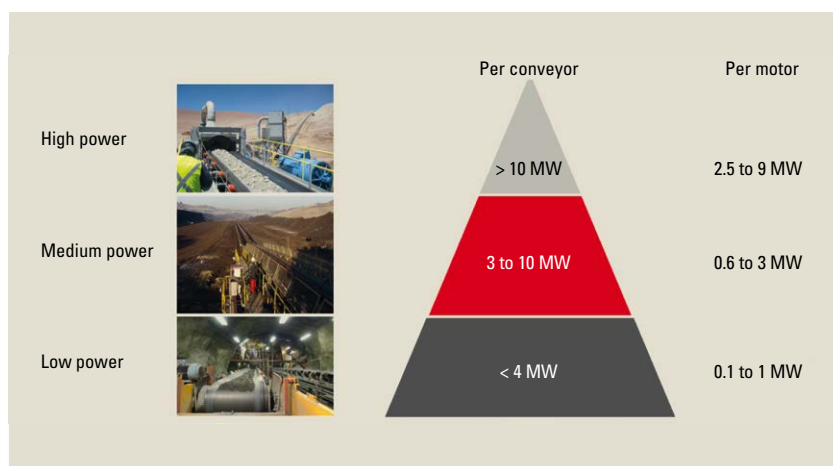 Per conveyor
Per motor
High power
> 10 MW
2.5 to 9 MW
Medium power
3 to 10 MW
0.6 to 3 MW
Low power
< 4 MW
0.1 to 1 MW